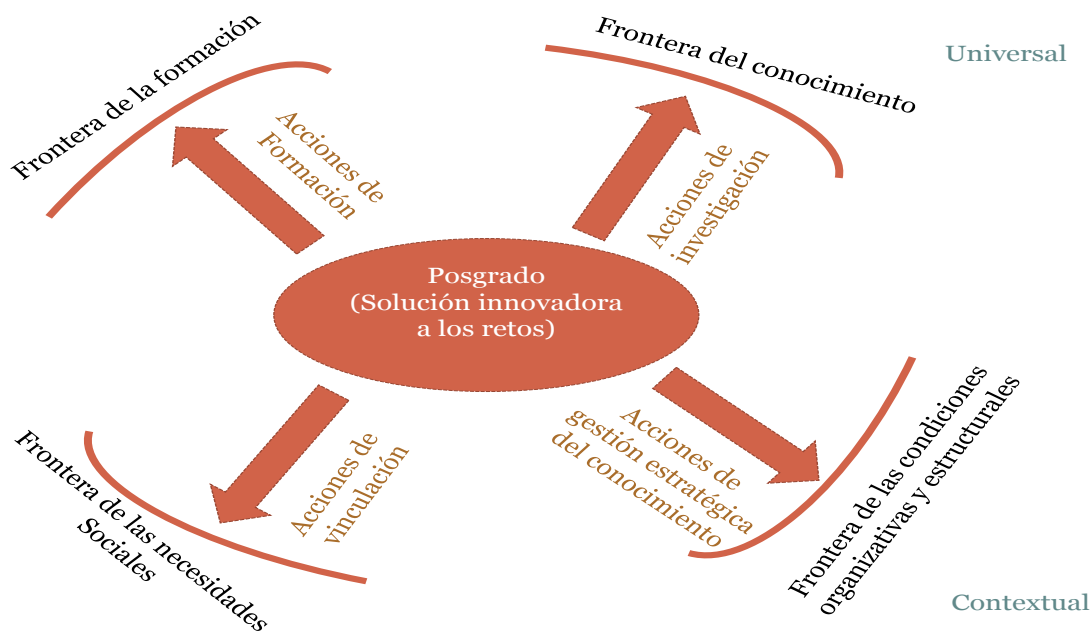 Frontera de la formación
Acciones de
Formación
Frontera del conocimiento
Acciones de
investigación
Universal
Posgrado
(Solución innovadora
a los retos)
Frontera de las necesidades
Sociales
Acciones de
vinculación
Acciones de
gestión estratégica
del conocimiento
Frontera de las condiciones
organizativas y estructurales
Contextual